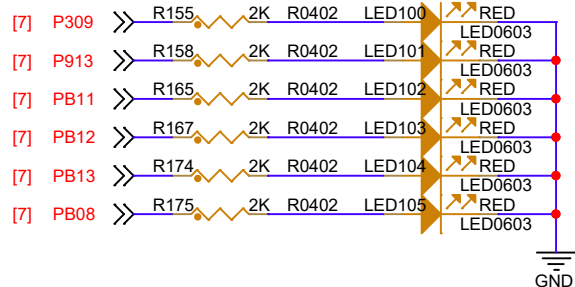 [7] P309 R155 2K R0402 LED100 RED
LED0603
[7] P913 R158 2K R0402 LED101 RED
LED0603
[7] PB11 R165 2K R0402 LED102 RED
LED0603
[7] PB12 R167 2K R0402 LED103 RED
LED0603
[7] PB13 R174 2K R0402 LED104 RED
LED0603
[7] PB08 R175 2K R0402 LED105 RED
LED0603
GND